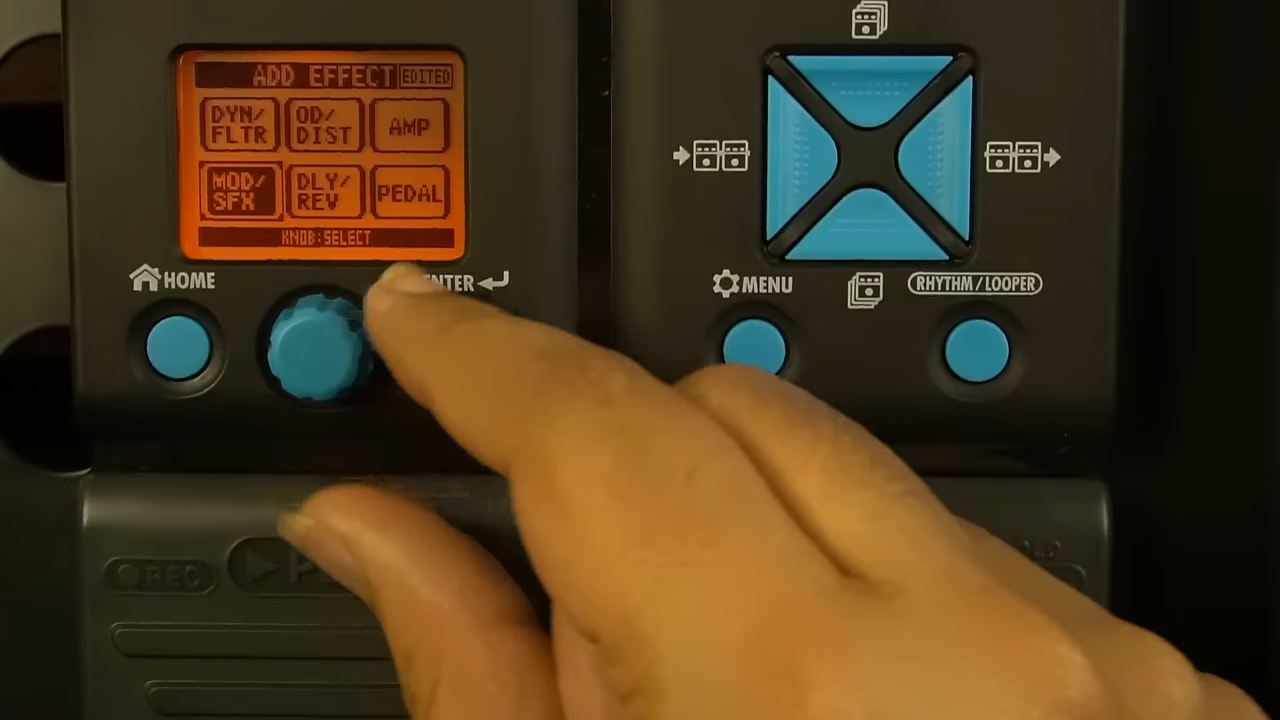 ADD EFFECT EDITED
DYN/
FLTR
OD/
DIST
AMP
MOD/
SFX
DLY/
REV
PEDAL
KNOB:SELECT
HOME
MENU
RHYTHM / LOOPER
REC